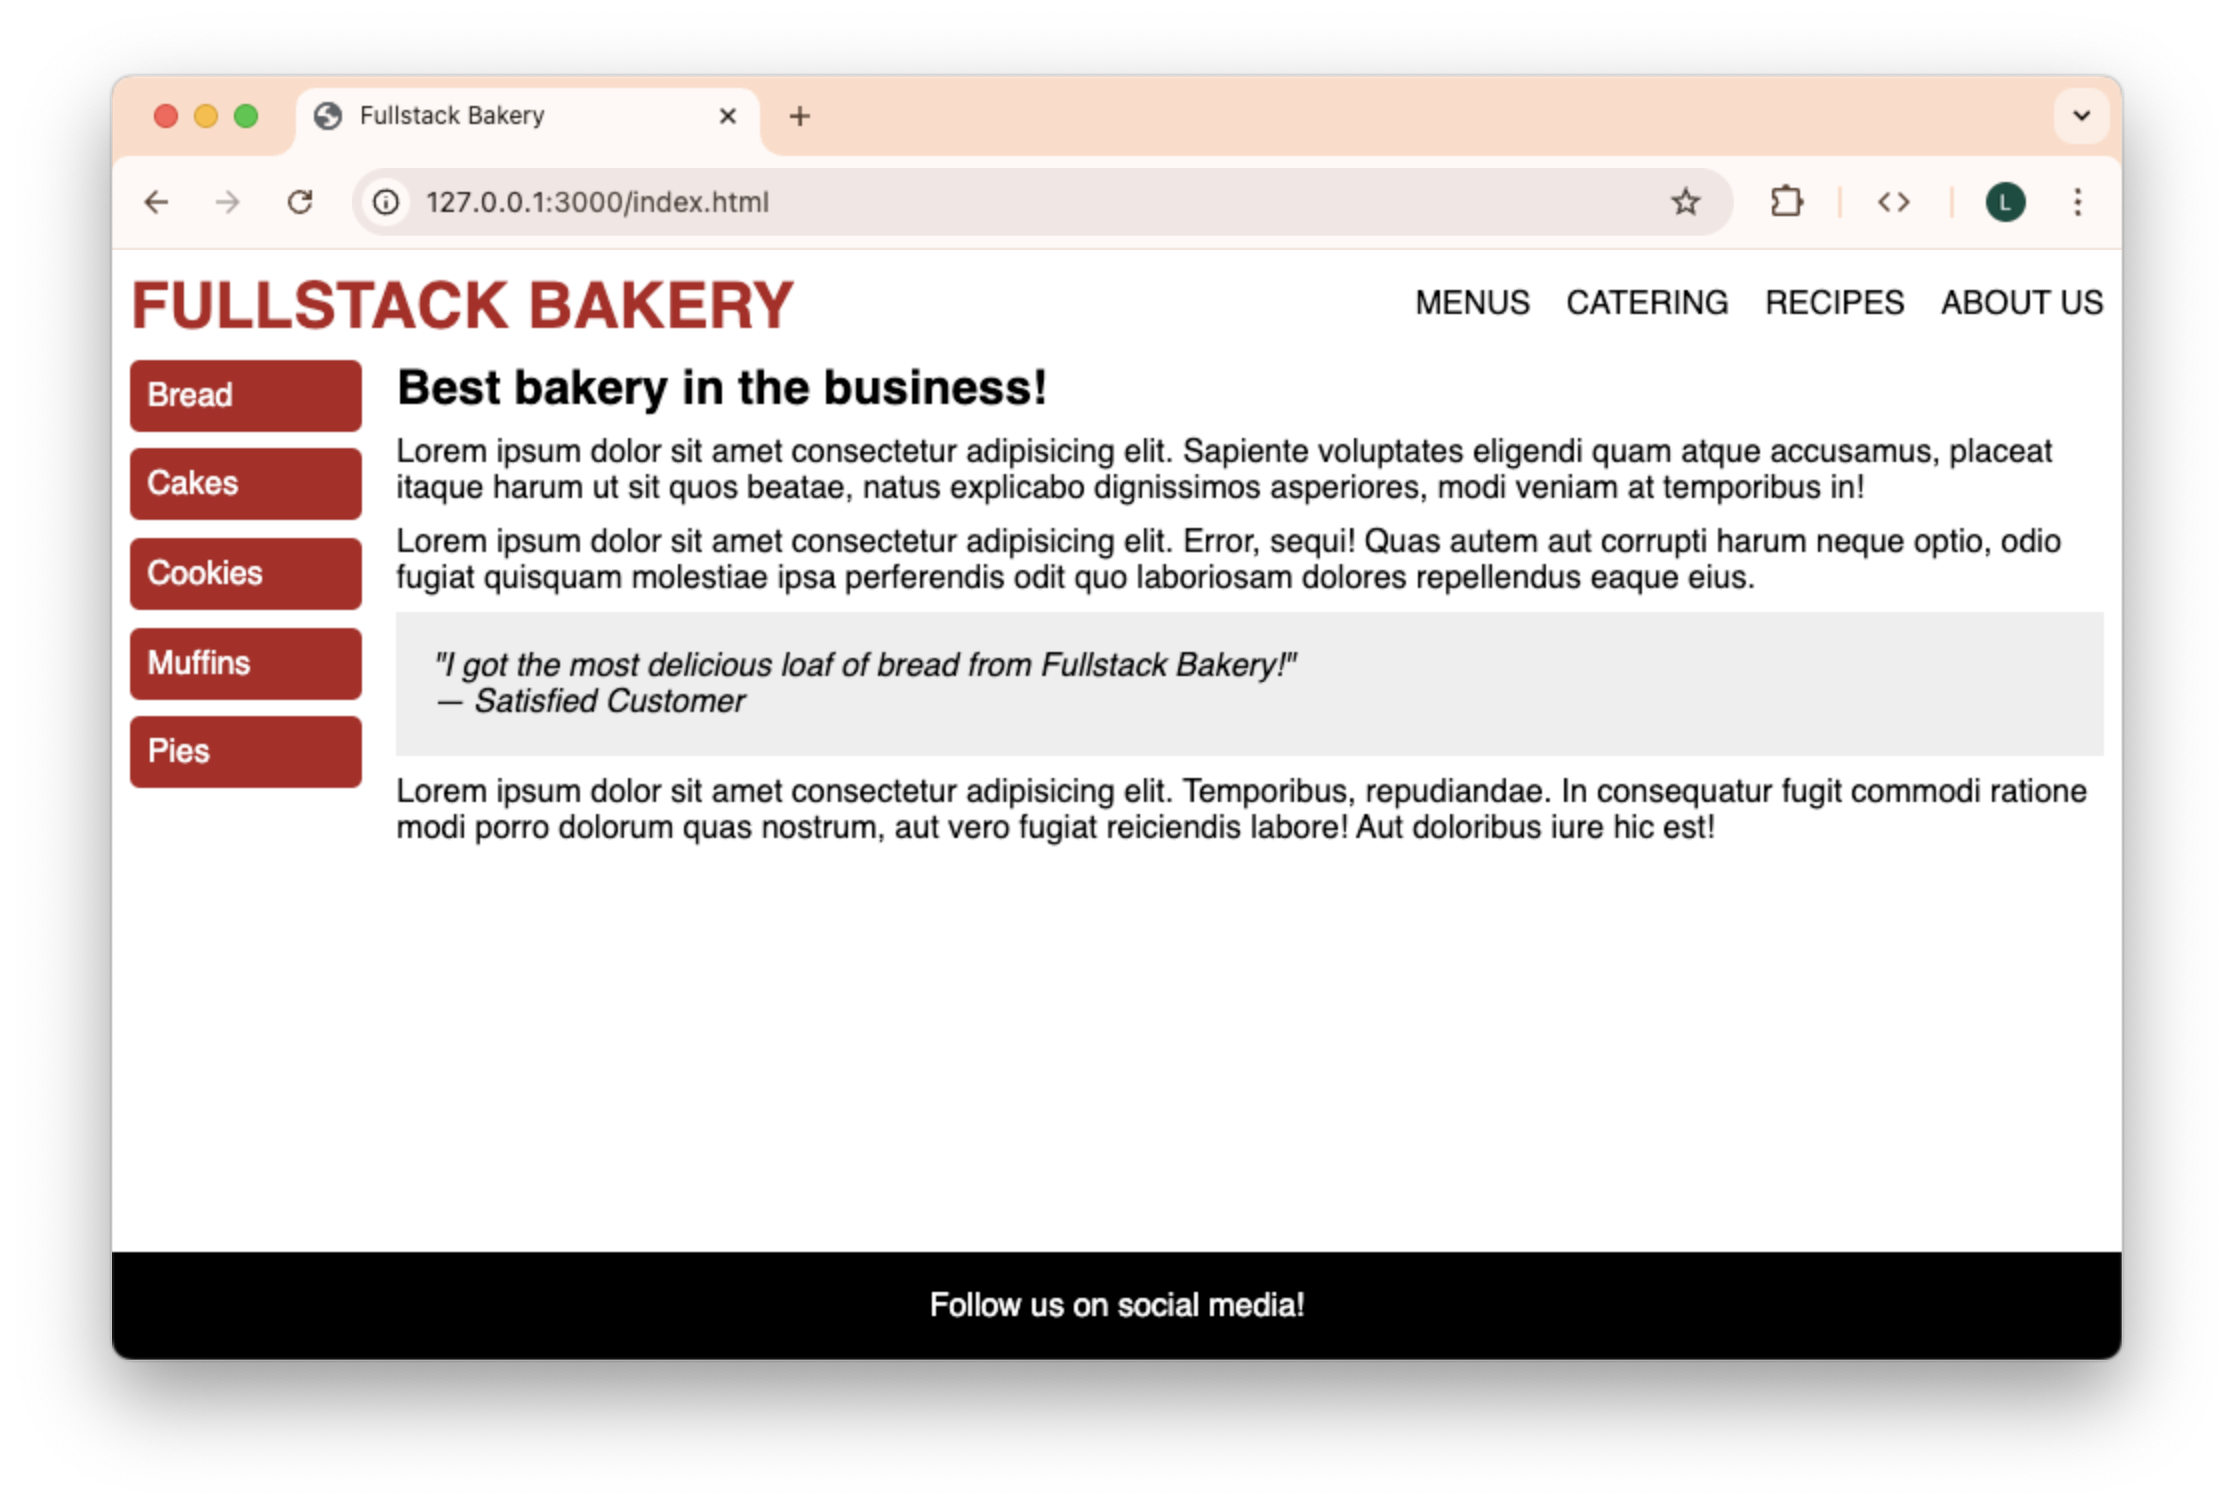 Fullstack Bakery
127.0.0.1:3000/index.html
L
FULLSTACK BAKERY
MENUS CATERING RECIPES ABOUT US
Bread
Cakes
Cookies
Muffins
Pies
Best bakery in the business!
Lorem ipsum dolor sit amet consectetur adipisicing elit. Sapiente voluptates eligendi quam atque accusamus, placeat
itaque harum ut sit quos beatae, natus explicabo dignissimos asperiores, modi veniam at temporibus in!
Lorem ipsum dolor sit amet consectetur adipisicing elit. Error, sequi! Quas autem aut corrupti harum neque optio, odio
fugiat quisquam molestiae ipsa perferendis odit quo laboriosam dolores repellendus eaque eius.
"I got the most delicious loaf of bread from Fullstack Bakery!"
— Satisfied Customer
Lorem ipsum dolor sit amet consectetur adipisicing elit. Temporibus, repudiandae. In consequatur fugit commodi ratione
modi porro dolorum quas nostrum, aut vero fugiat reiciendis labore! Aut doloribus iure hic est!
Follow us on social media!